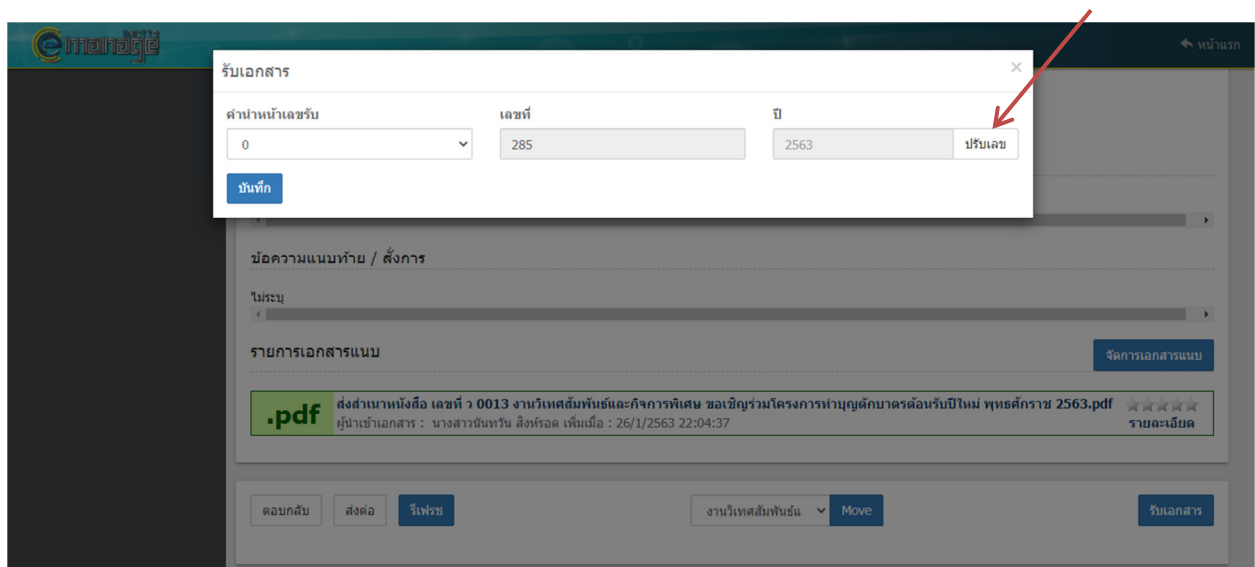 emanage
หน้าแรก
รับเอกสาร ×
คำนำหน้าเลขรับ เลขที่ ปี
0 285 2563 ปรับเลข
บันทึก
ข้อความแนบท้าย / สั่งการ
ไม่ระบุ
รายการเอกสารแนบ จัดการเอกสารแนบ
.pdf ส่งสำเนาหนังสือ เลขที่ ว 0013 งานวิเทศสัมพันธ์และกิจการพิเศษ ขอเชิญร่วมโครงการทำบุญตักบาตรต้อนรับปีใหม่ พุทธศักราช 2563.pdf
ผู้นำเข้าเอกสาร : นางสาวนันทวัน สิงห์รอด เพิ่มเมื่อ : 26/1/2563 22:04:37 รายละเอียด
ตอบกลับ ส่งต่อ รีเฟรช งานวิเทศสัมพันธ์แ Move รับเอกสาร